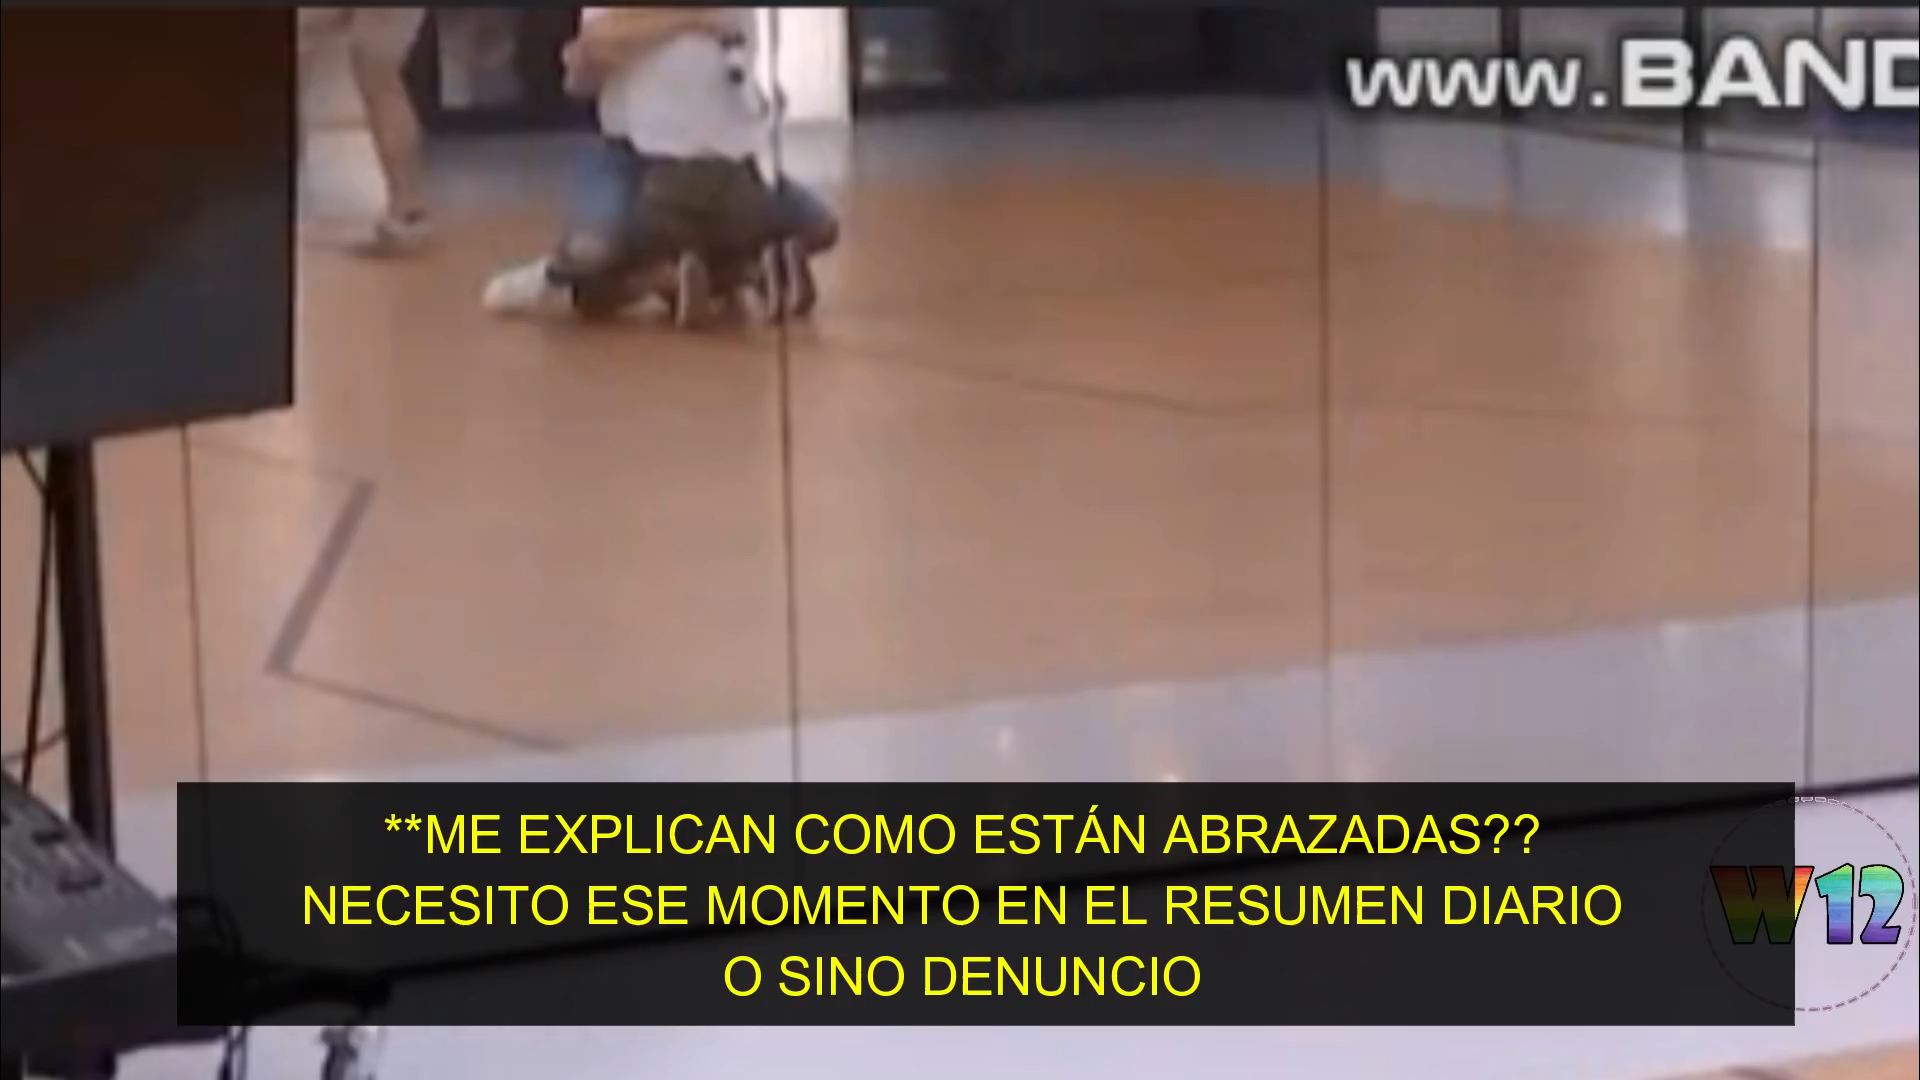 www.BAND
**ME EXPLICAN COMO ESTÁN ABRAZADAS??
NECESITO ESE MOMENTO EN EL RESUMEN DIARIO
O SINO DENUNCIO
W12